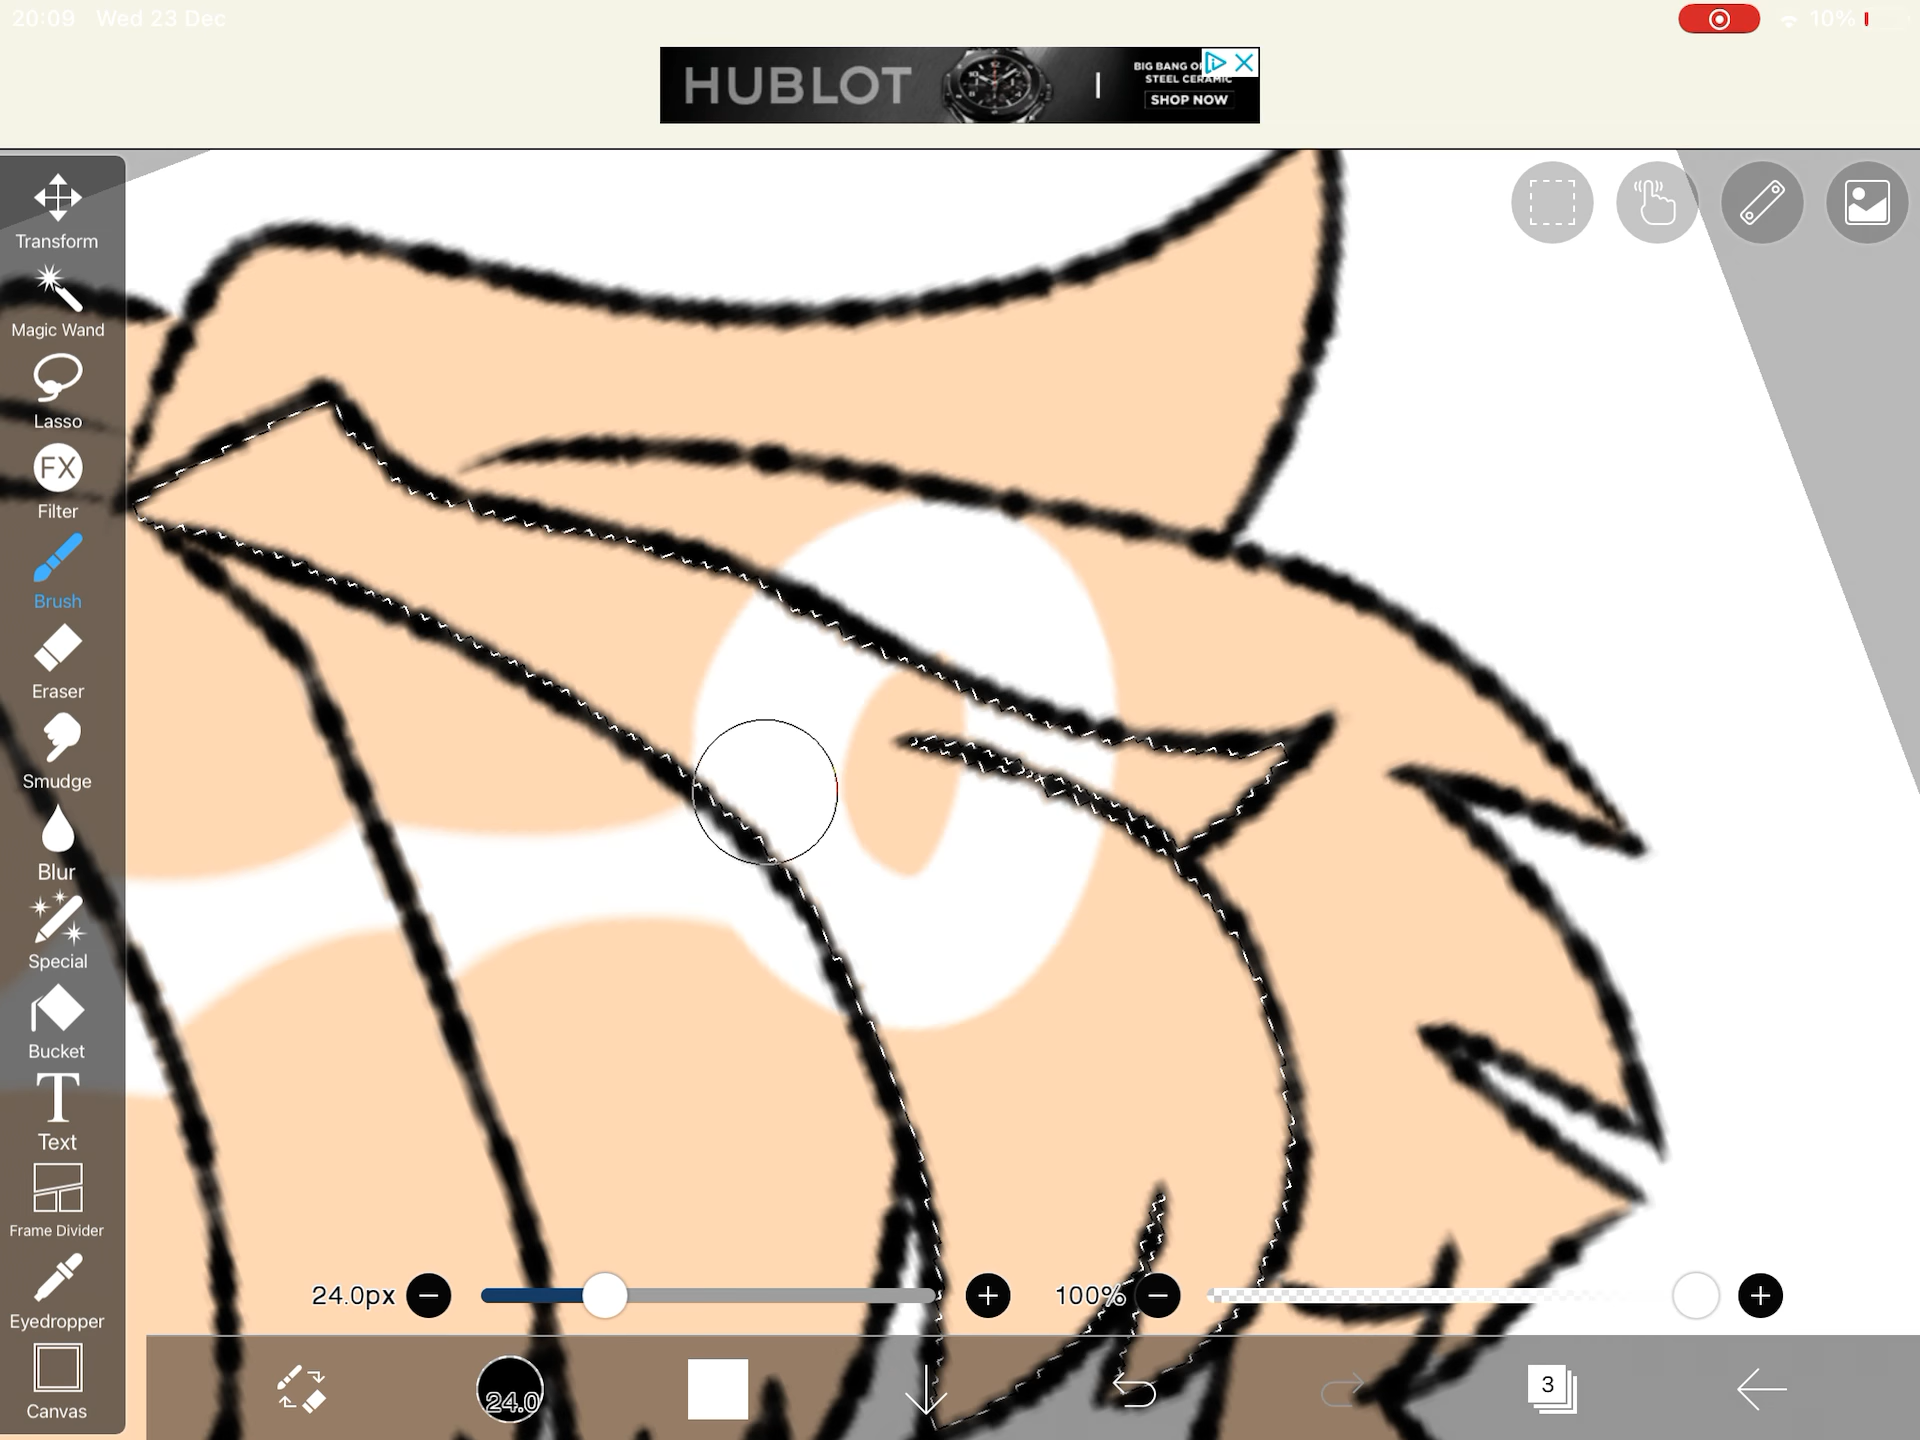 20:09 Wed 23 Dec
10%
HUBLOT
BIG BANG OR
STEEL CERAMIC
SHOP NOW
Transform
Magic Wand
Lasso
FX
Filter
Brush
Eraser
Smudge
Blur
Special
Bucket
T
Text
Frame Divider
Eyedropper
Canvas
24.0px
100%
24.0
3